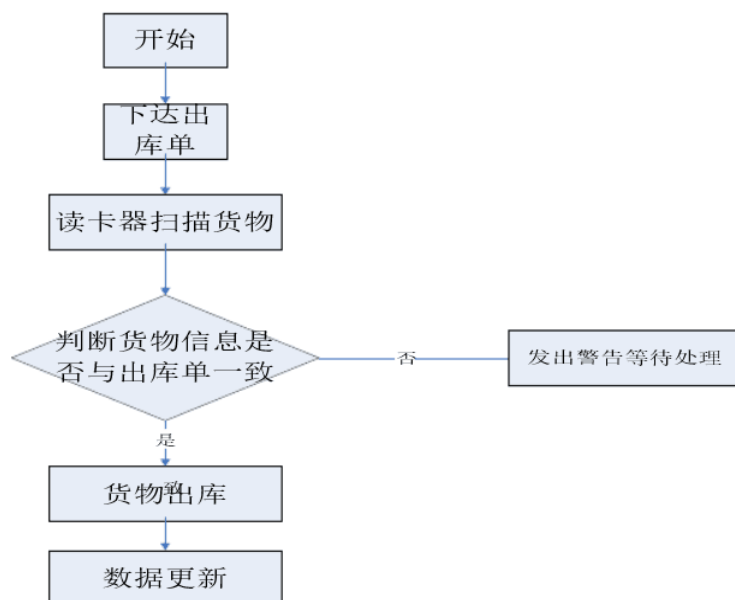 开始
下达出
库单
读卡器扫描货物
判断货物信息是
否与出库单一致
否
发出警告等待处理
是
致
货物出库
数据更新